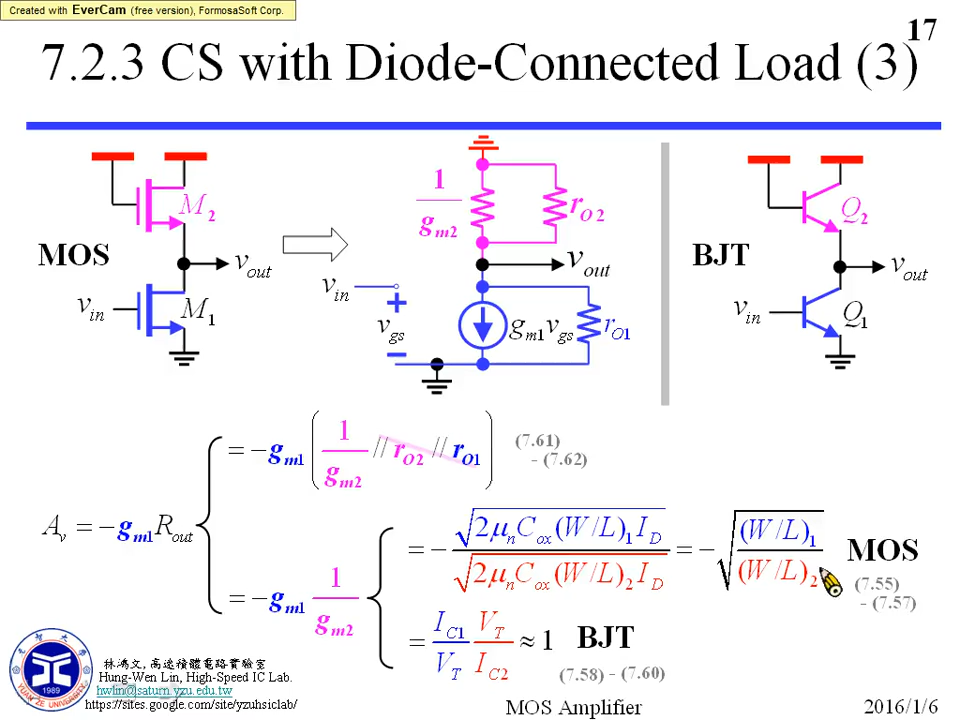 Created with EverCam (free version), FormosaSoft Corp.
17
7.2.3 CS with Diode-Connected Load (3)
MOS
M2
M1
vin
vout
1/gm2
rO2
vout
vin
+
vgs
−
gm1vgs
rO1
BJT
Q2
Q1
vin
vout
Av = −gm1Rout
= −gm1 (1/gm2 // rO2 // rO1)
(7.61)
- (7.62)
= −gm1 1/gm2
= − √2μnCox(W/L)1ID / √2μnCox(W/L)2ID = − √(W/L)1/(W/L)2 MOS
(7.55)
- (7.57)
= IC1/VT VT/IC2 ≈ 1 BJT
(7.58) - (7.60)
YUAN ZE UNIVERSITY
1989
林鴻文, 高速積體電路實驗室
Hung-Wen Lin, High-Speed IC Lab.
hwlin@saturn.yzu.edu.tw
https://sites.google.com/site/yzuhsiclab/
MOS Amplifier
2016/1/6